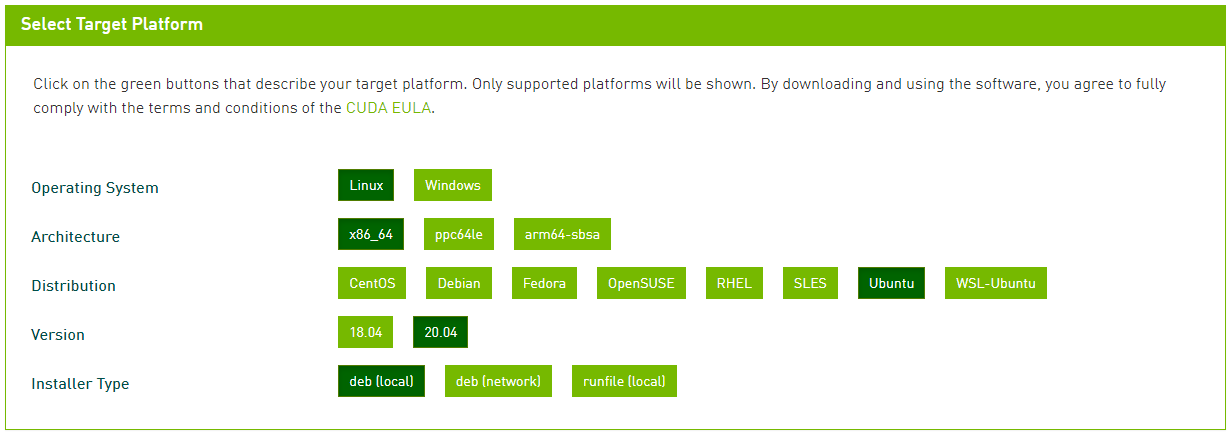 Select Target Platform
Click on the green buttons that describe your target platform. Only supported platforms will be shown. By downloading and using the software, you agree to fully
comply with the terms and conditions of the CUDA EULA.
Operating System Linux Windows
Architecture x86_64 ppc64le arm64-sbsa
Distribution CentOS Debian Fedora OpenSUSE RHEL SLES Ubuntu WSL-Ubuntu
Version 18.04 20.04
Installer Type deb (local) deb (network) runfile (local)